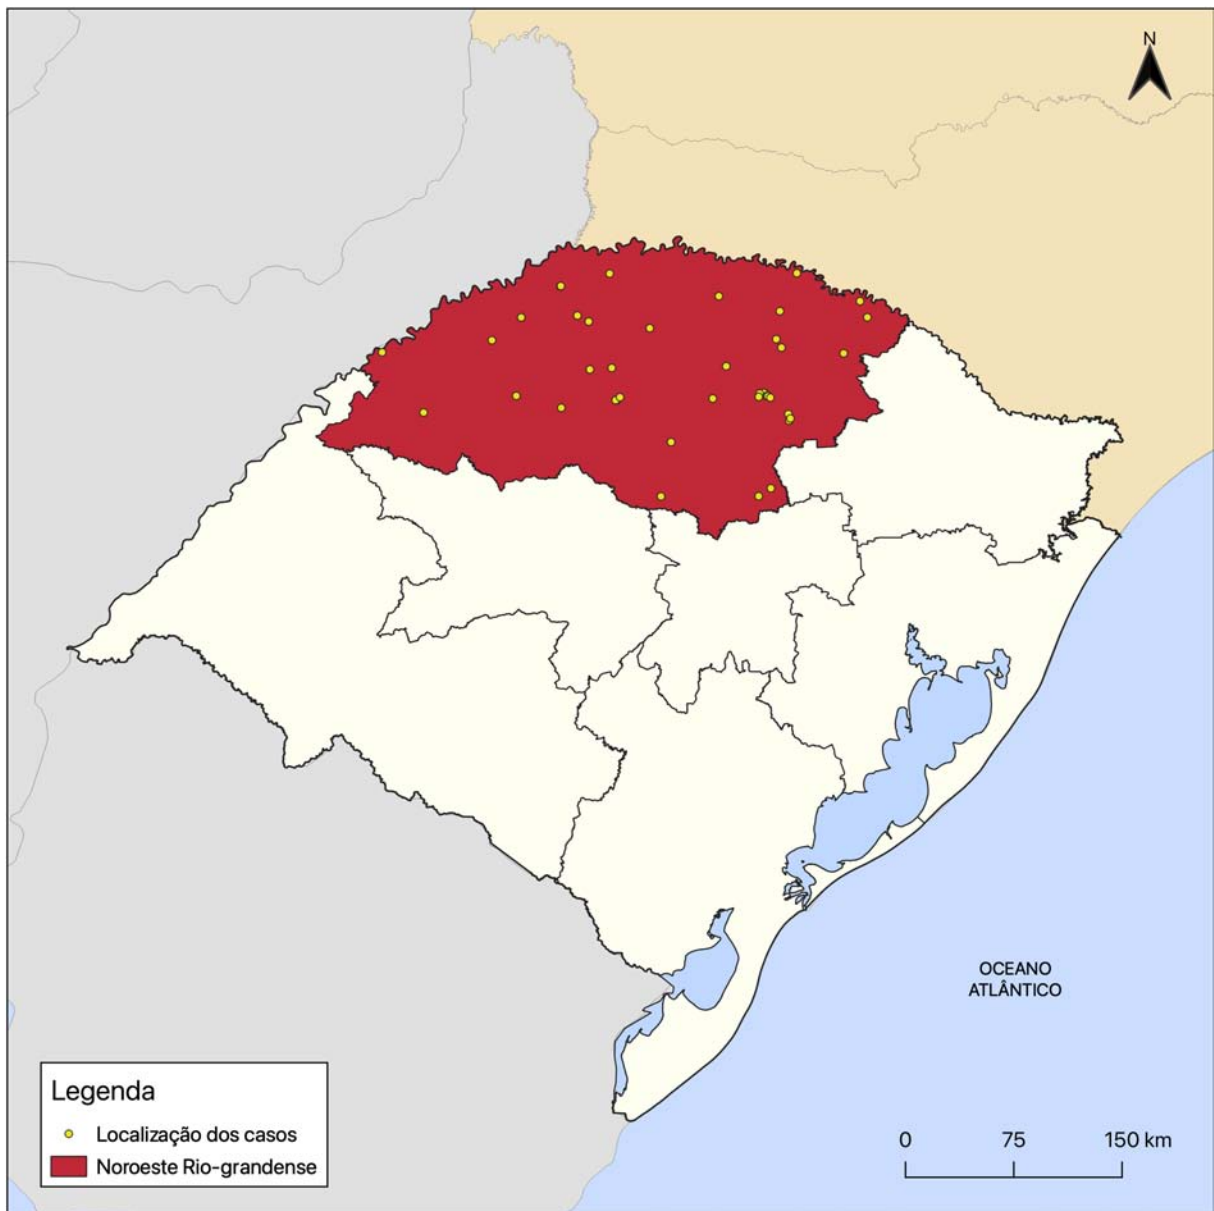 N
OCEANO
ATLÂNTICO
Legenda
Localização dos casos
Noroeste Rio-grandense
0 75 150 km